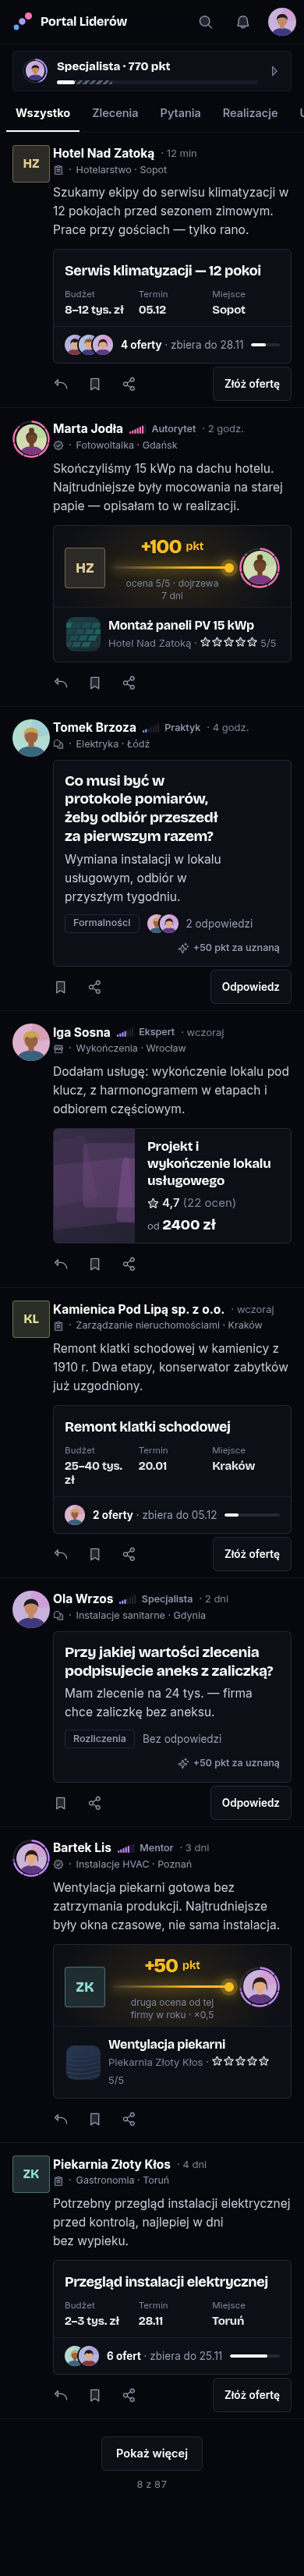 Portal Liderów
Specjalista · 770 pkt
Wszystko
Zlecenia
Pytania
Realizacje
HZ
Hotel Nad Zatoką · 12 min
· Hotelarstwo · Sopot
Szukamy ekipy do serwisu klimatyzacji w
12 pokojach przed sezonem zimowym.
Prace przy gościach — tylko rano.
Serwis klimatyzacji — 12 pokoi
Budżet
Termin
Miejsce
8–12 tys. zł
05.12
Sopot
4 oferty · zbiera do 28.11
Złóż ofertę
Marta Jodła Autorytet · 2 godz.
· Fotowoltaika · Gdańsk
Skończyliśmy 15 kWp na dachu hotelu.
Najtrudniejsze były mocowania na starej
papie — opisałam to w realizacji.
+100 pkt
HZ
ocena 5/5 · dojrzewa
7 dni
Montaż paneli PV 15 kWp
Hotel Nad Zatoką · 5/5
Tomek Brzoza Praktyk · 4 godz.
· Elektryka · Łódź
Co musi być w
protokole pomiarów,
żeby odbiór przeszedł
za pierwszym razem?
Wymiana instalacji w lokalu
usługowym, odbiór w
przyszłym tygodniu.
Formalności
2 odpowiedzi
+50 pkt za uznaną
Odpowiedz
Iga Sosna Ekspert · wczoraj
· Wykończenia · Wrocław
Dodałam usługę: wykończenie lokalu pod
klucz, z harmonogramem w etapach i
odbiorem częściowym.
Projekt i
wykończenie lokalu
usługowego
4,7 (22 ocen)
od 2400 zł
KL
Kamienica Pod Lipą sp. z o.o. · wczoraj
· Zarządzanie nieruchomościami · Kraków
Remont klatki schodowej w kamienicy z
1910 r. Dwa etapy, konserwator zabytków
już uzgodniony.
Remont klatki schodowej
Budżet
Termin
Miejsce
25–40 tys.
zł
20.01
Kraków
2 oferty · zbiera do 05.12
Złóż ofertę
Ola Wrzos Specjalista · 2 dni
· Instalacje sanitarne · Gdynia
Przy jakiej wartości zlecenia
podpisujecie aneks z zaliczką?
Mam zlecenie na 24 tys. — firma
chce zaliczkę bez aneksu.
Rozliczenia
Bez odpowiedzi
+50 pkt za uznaną
Odpowiedz
Bartek Lis Mentor · 3 dni
· Instalacje HVAC · Poznań
Wentylacja piekarni gotowa bez
zatrzymania produkcji. Najtrudniejsze
były okna czasowe, nie sama instalacja.
+50 pkt
ZK
druga ocena od tej
firmy w roku · ×0,5
Wentylacja piekarni
Piekarnia Złoty Kłos ·
5/5
ZK
Piekarnia Złoty Kłos · 4 dni
· Gastronomia · Toruń
Potrzebny przegląd instalacji elektrycznej
przed kontrolą, najlepiej w dni
bez wypieku.
Przegląd instalacji elektrycznej
Budżet
Termin
Miejsce
2–3 tys. zł
28.11
Toruń
6 ofert · zbiera do 25.11
Złóż ofertę
Pokaż więcej
8 z 87